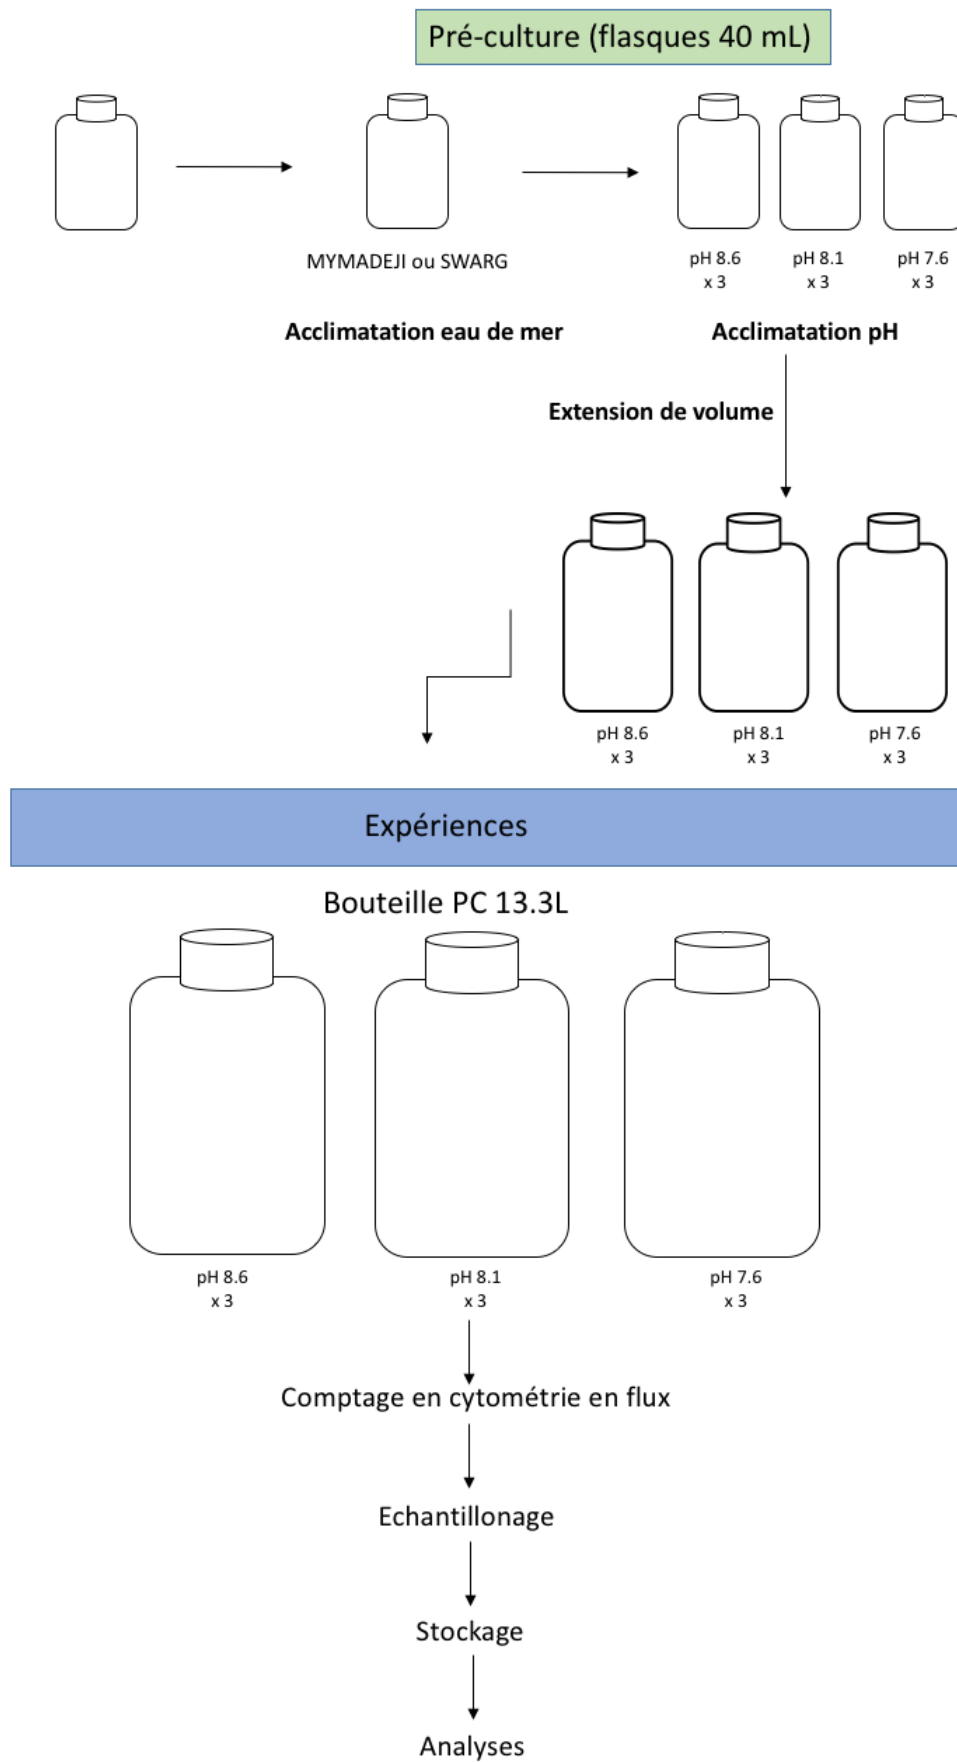 Pré-culture (flasques 40 mL)
MYMADEJI ou SWARG
pH 8.6
x 3
pH 8.1
x 3
pH 7.6
x 3
Acclimatation eau de mer
Acclimatation pH
Extension de volume
pH 8.6
x 3
pH 8.1
x 3
pH 7.6
x 3
Expériences
Bouteille PC 13.3L
pH 8.6
x 3
pH 8.1
x 3
pH 7.6
x 3
Comptage en cytométrie en flux
Echantillonage
Stockage
Analyses